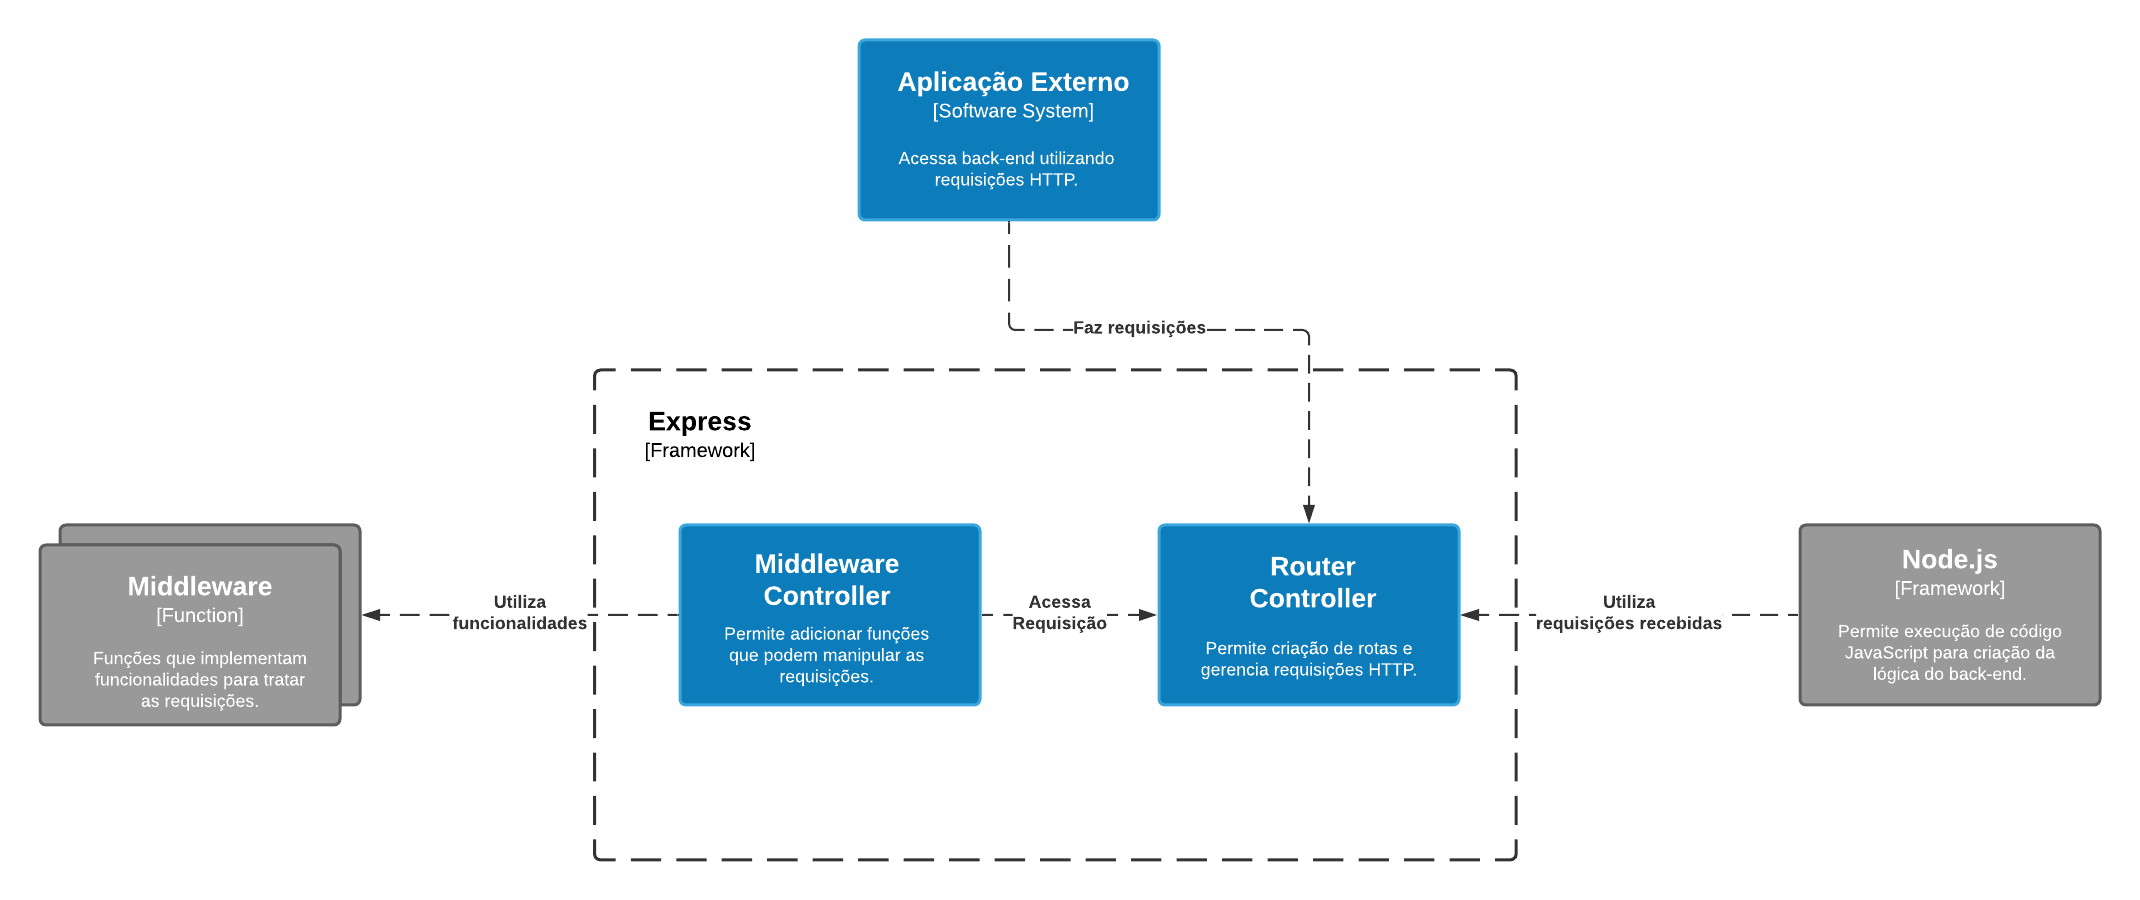 Aplicação Externo
[Software System]
Acessa back-end utilizando
requisições HTTP.
Faz requisições
Express
[Framework]
Middleware
[Function]
Funções que implementam
funcionalidades para tratar
as requisições.
Utiliza
funcionalidades
Middleware
Controller
Permite adicionar funções
que podem manipular as
requisições.
Acessa
Requisição
Router
Controller
Permite criação de rotas e
gerencia requisições HTTP.
Utiliza
requisições recebidas
Node.js
[Framework]
Permite execução de código
JavaScript para criação da
lógica do back-end.